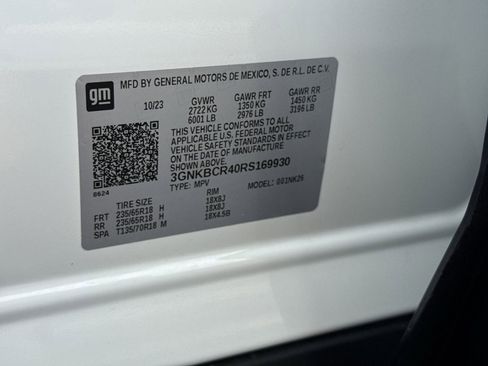 gm
MFD BY GENERAL MOTORS DE MEXICO, S. DE R.L. DE C.V.
10/23 GVWR GAWR FRT GAWR RR
2722 KG 1350 KG 1450 KG
6001 LB 2976 LB 3196 LB
THIS VEHICLE CONFORMS TO ALL
APPLICABLE U.S. FEDERAL MOTOR
VEHICLE SAFETY STANDARDS IN EFFECT ON
THE DATE OF MANUFACTURE SHOWN ABOVE.
3GNKBCR40RS169930
TYPE: MPV MODEL: 001NK26
8624
TIRE SIZE RIM
FRT 235/65R18 H 18X8J
RR 235/65R18 H 18X8J
SPA T135/70R18 M 18X4.5B